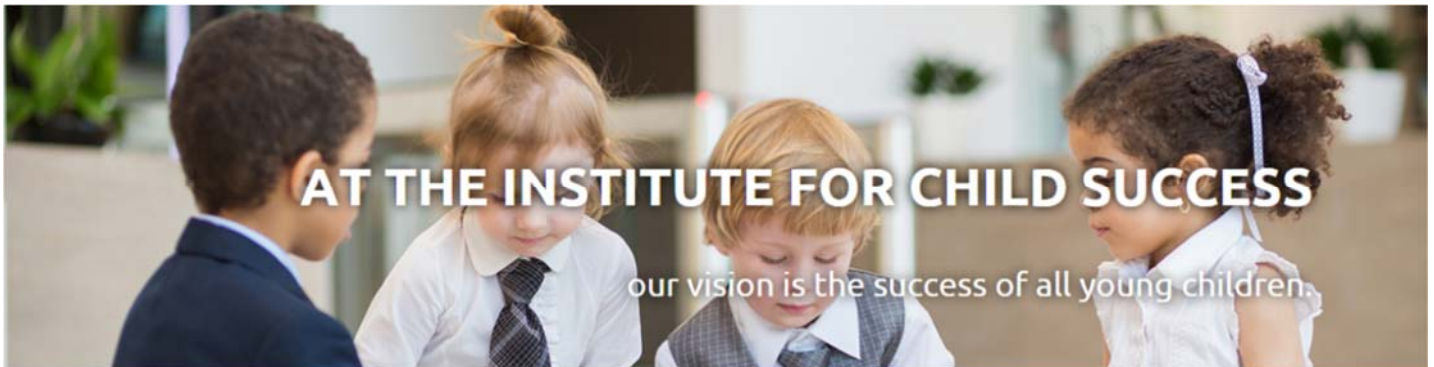 AT THE INSTITUTE FOR CHILD SUCCESS
our vision is the success of all young children.